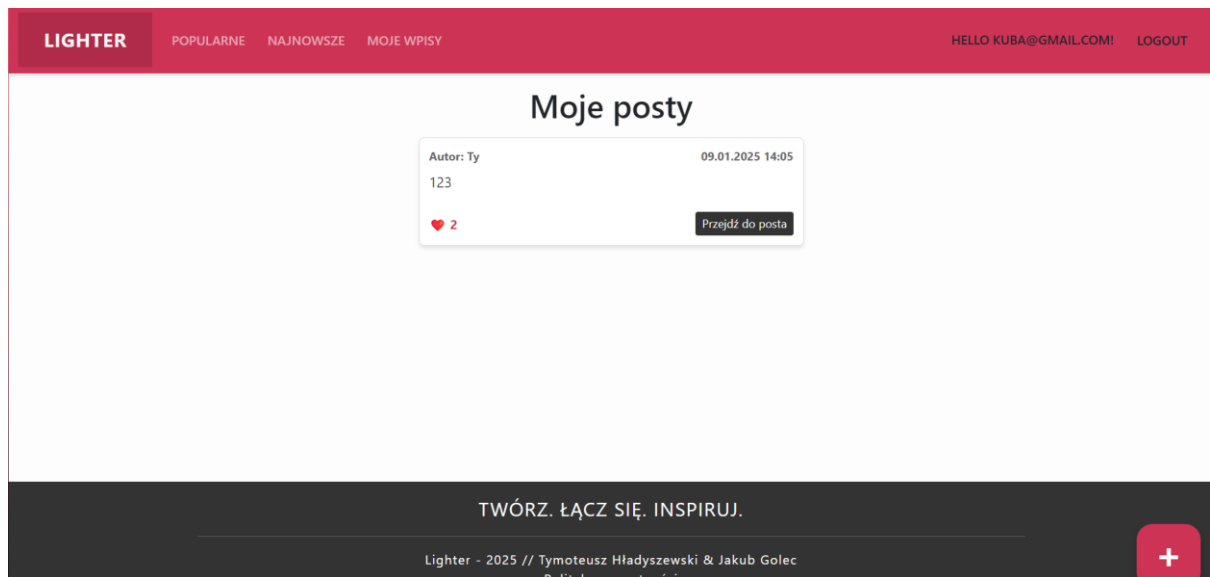 LIGHTER POPULARNE NAJNOWSZE MOJE WPISY HELLO KUBA@GMAIL.COM! LOGOUT
Moje posty
Autor: Ty 09.01.2025 14:05
123
2 Przejdź do posta
TWÓRZ. ŁĄCZ SIĘ. INSPIRUJ.
Lighter - 2025 // Tymoteusz Hładyszewski & Jakub Golec
+